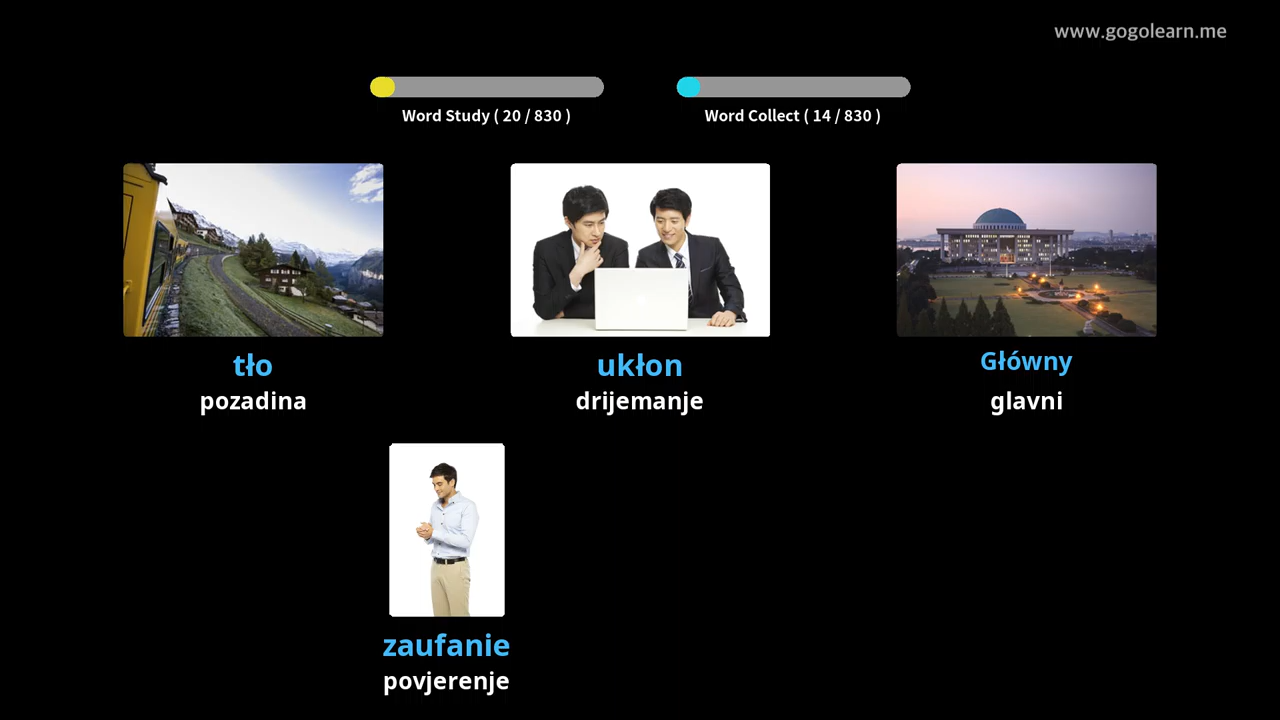 www.gogolearn.me
Word Study ( 20 / 830 )
Word Collect ( 14 / 830 )
tło
ukłon
Główny
pozadina
drijemanje
glavni
zaufanie
povjerenje